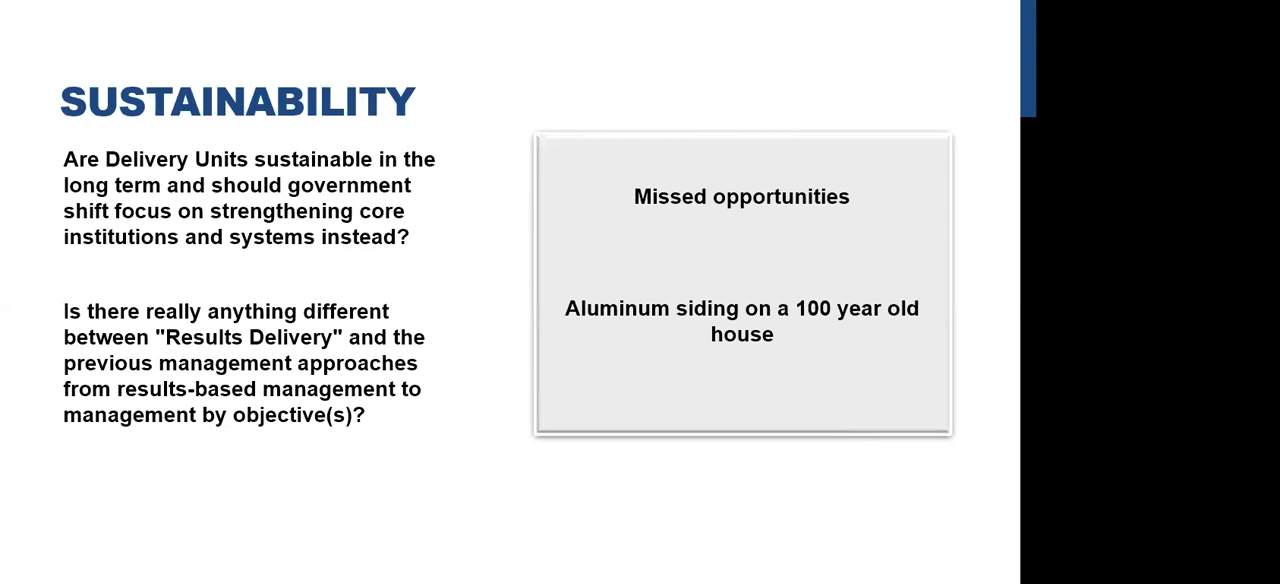 SUSTAINABILITY
Are Delivery Units sustainable in the
long term and should government
shift focus on strengthening core
institutions and systems instead?
Is there really anything different
between "Results Delivery" and the
previous management approaches
from results-based management to
management by objective(s)?
Missed opportunities
Aluminum siding on a 100 year old
house